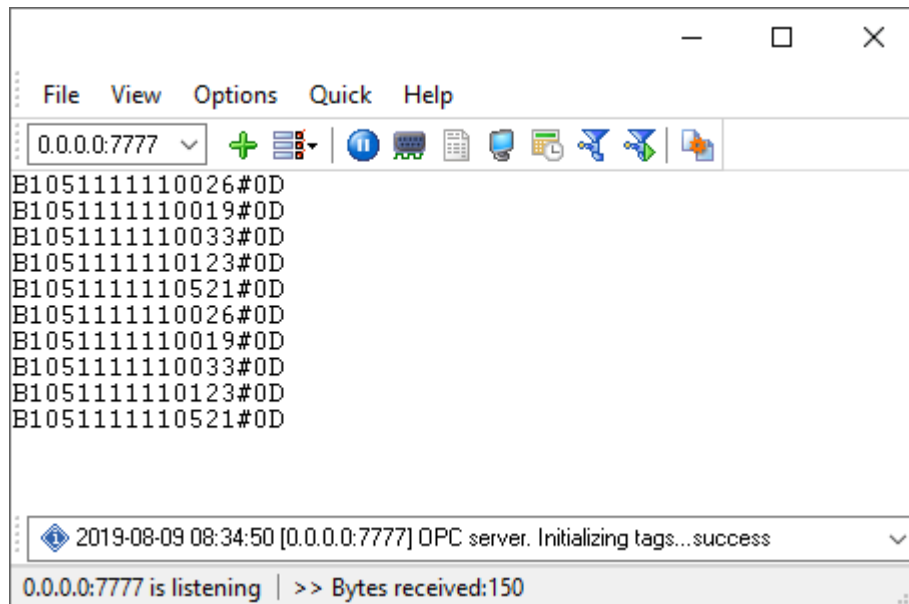 File View Options Quick Help
0.0.0.0:7777
B1051111110026#0D
B1051111110019#0D
B1051111110033#0D
B1051111110123#0D
B1051111110521#0D
B1051111110026#0D
B1051111110019#0D
B1051111110033#0D
B1051111110123#0D
B1051111110521#0D
2019-08-09 08:34:50 [0.0.0.0:7777] OPC server. Initializing tags...success
0.0.0.0:7777 is listening >> Bytes received:150